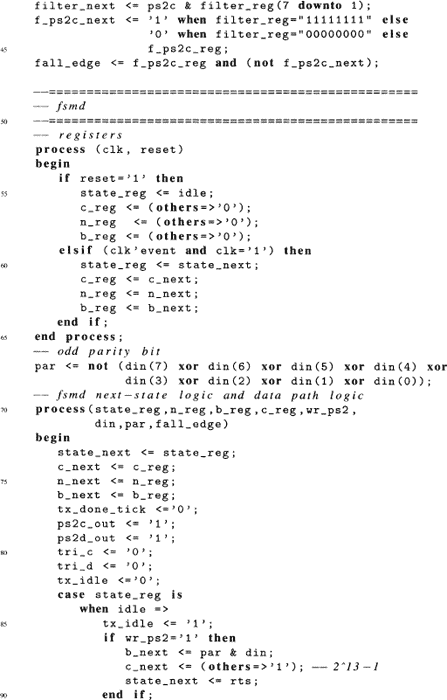 filter_next <= ps2c & filter_reg(7 downto 1);
f_ps2c_next <= '1' when filter_reg="11111111" else
'0' when filter_reg="00000000" else
45 f_ps2c_reg;
fall_edge <= f_ps2c_reg and (not f_ps2c_next);
--=================================================
-- fsmd
50 --=================================================
-- registers
process (clk, reset)
begin
if reset='1' then
55 state_reg <= idle;
c_reg <= (others=>'0');
n_reg <= (others=>'0');
b_reg <= (others=>'0');
elsif (clk'event and clk='1') then
60 state_reg <= state_next;
c_reg <= c_next;
n_reg <= n_next;
b_reg <= b_next;
end if;
65 end process;
-- odd parity bit
par <= not (din(7) xor din(6) xor din(5) xor din(4) xor
din(3) xor din(2) xor din(1) xor din(0));
-- fsmd next-state logic and data path logic
70 process(state_reg,n_reg,b_reg,c_reg,wr_ps2,
din,par,fall_edge)
begin
state_next <= state_reg;
c_next <= c_reg;
75 n_next <= n_reg;
b_next <= b_reg;
tx_done_tick <='0';
ps2c_out <= '1';
ps2d_out <= '1';
80 tri_c <= '0';
tri_d <= '0';
tx_idle <='0';
case state_reg is
when idle =>
85 tx_idle <= '1';
if wr_ps2='1' then
b_next <= par & din;
c_next <= (others=>'1'); -- 2^13-1
state_next <= rts;
90 end if;